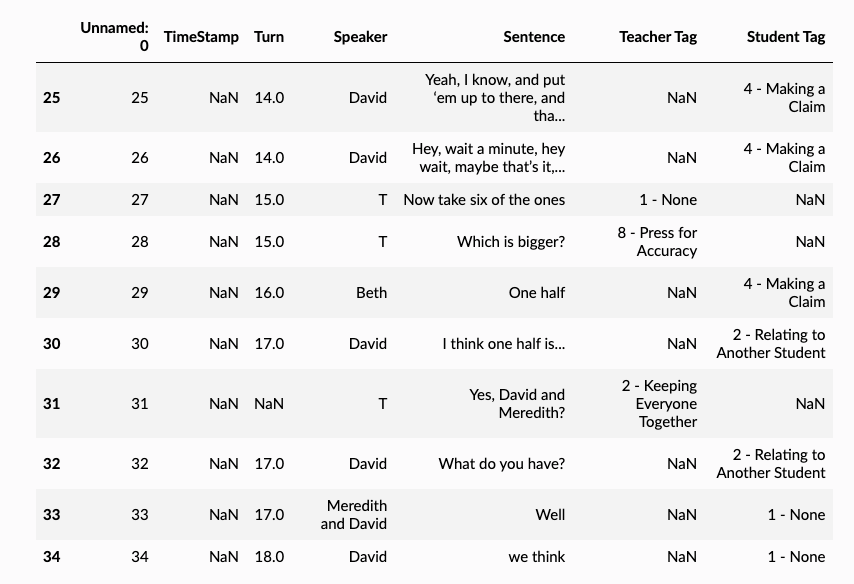 Unnamed: 0 TimeStamp Turn Speaker Sentence Teacher Tag Student Tag
25 25 NaN 14.0 David Yeah, I know, and put ‘em up to there, and tha... NaN 4 - Making a Claim
26 26 NaN 14.0 David Hey, wait a minute, hey wait, maybe that’s it,... NaN 4 - Making a Claim
27 27 NaN 15.0 T Now take six of the ones 1 - None NaN
28 28 NaN 15.0 T Which is bigger? 8 - Press for Accuracy NaN
29 29 NaN 16.0 Beth One half NaN 4 - Making a Claim
30 30 NaN 17.0 David I think one half is... NaN 2 - Relating to Another Student
31 31 NaN NaN T Yes, David and Meredith? 2 - Keeping Everyone Together NaN
32 32 NaN 17.0 David What do you have? NaN 2 - Relating to Another Student
33 33 NaN 17.0 Meredith and David Well NaN 1 - None
34 34 NaN 18.0 David we think NaN 1 - None